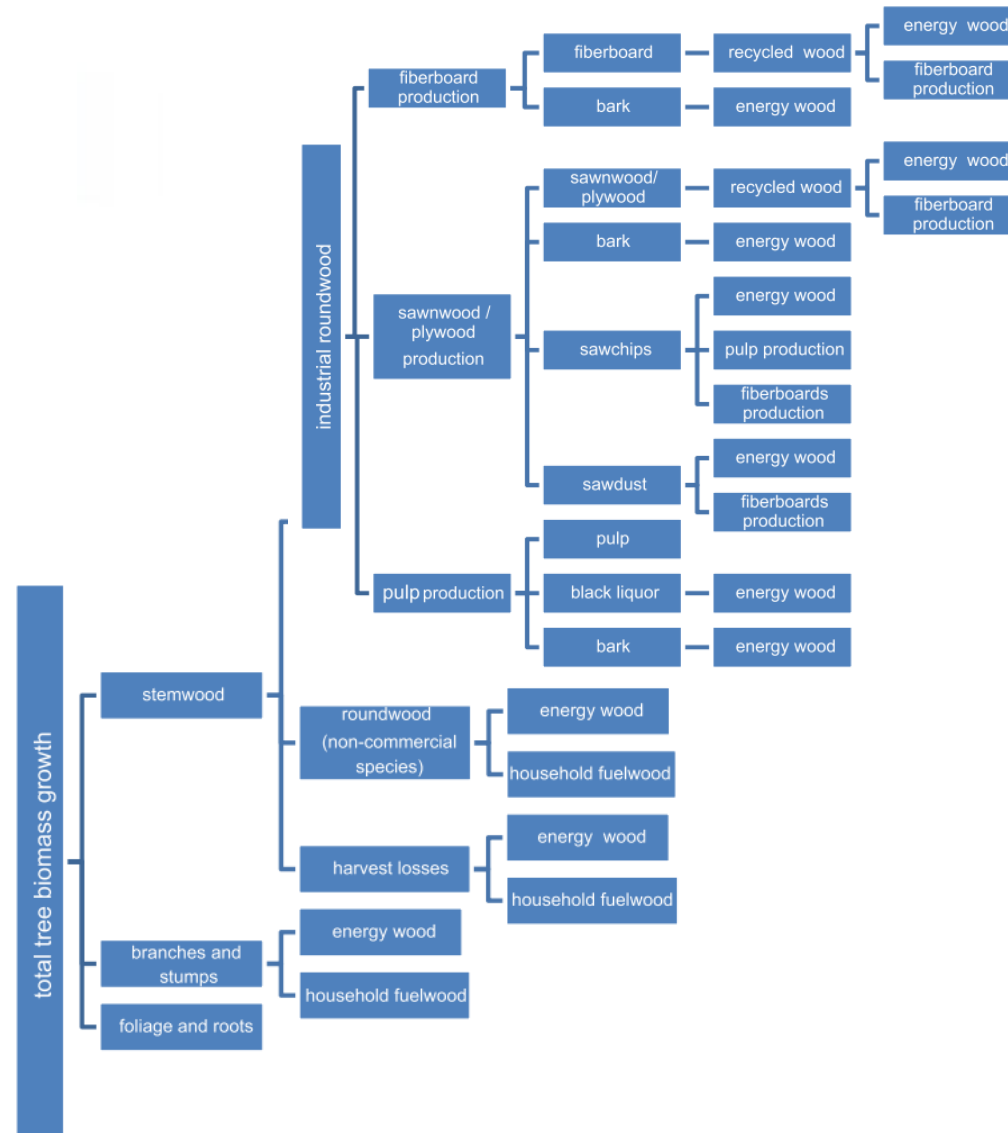 energy wood
fiberboard
recycled wood
fiberboard
production
fiberboard
production
bark
energy wood
energy wood
sawnwood/
plywood
recycled wood
fiberboard
production
bark
energy wood
industrial roundwood
sawnwood /
plywood
production
energy wood
sawchips
pulp production
fiberboards
production
energy wood
sawdust
fiberboards
production
pulp
pulp production
black liquor
energy wood
bark
energy wood
total tree biomass growth
stemwood
roundwood
(non-commercial
species)
energy wood
household fuelwood
harvest losses
energy wood
household fuelwood
branches and
stumps
energy wood
household fuelwood
foliage and roots